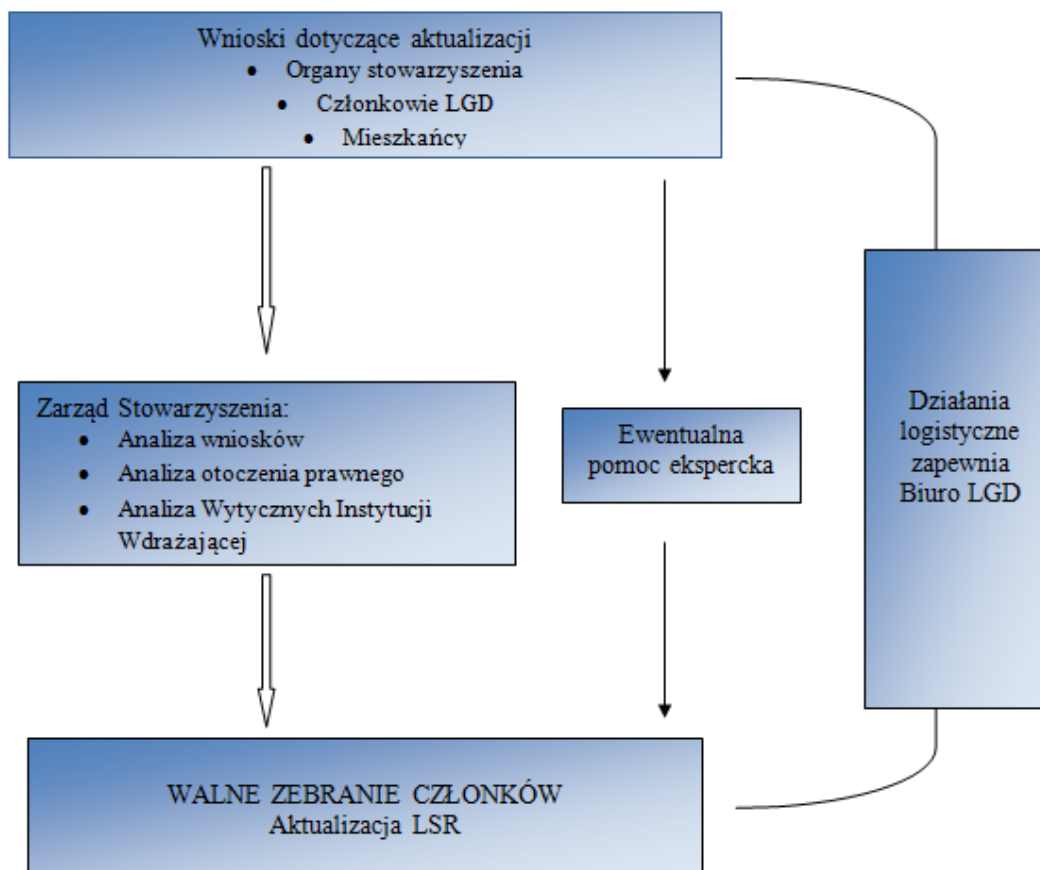 Wnioski dotyczące aktualizacji
• Organy stowarzyszenia
• Członkowie LGD
• Mieszkańcy
Zarząd Stowarzyszenia:
• Analiza wniosków
• Analiza otoczenia prawnego
• Analiza Wytycznych Instytucji
Wdrażającej
Ewentualna
pomoc ekspercka
Działania
logistyczne
zapewnia
Biuro LGD
WALNE ZEBRANIE CZŁONKÓW
Aktualizacja LSR